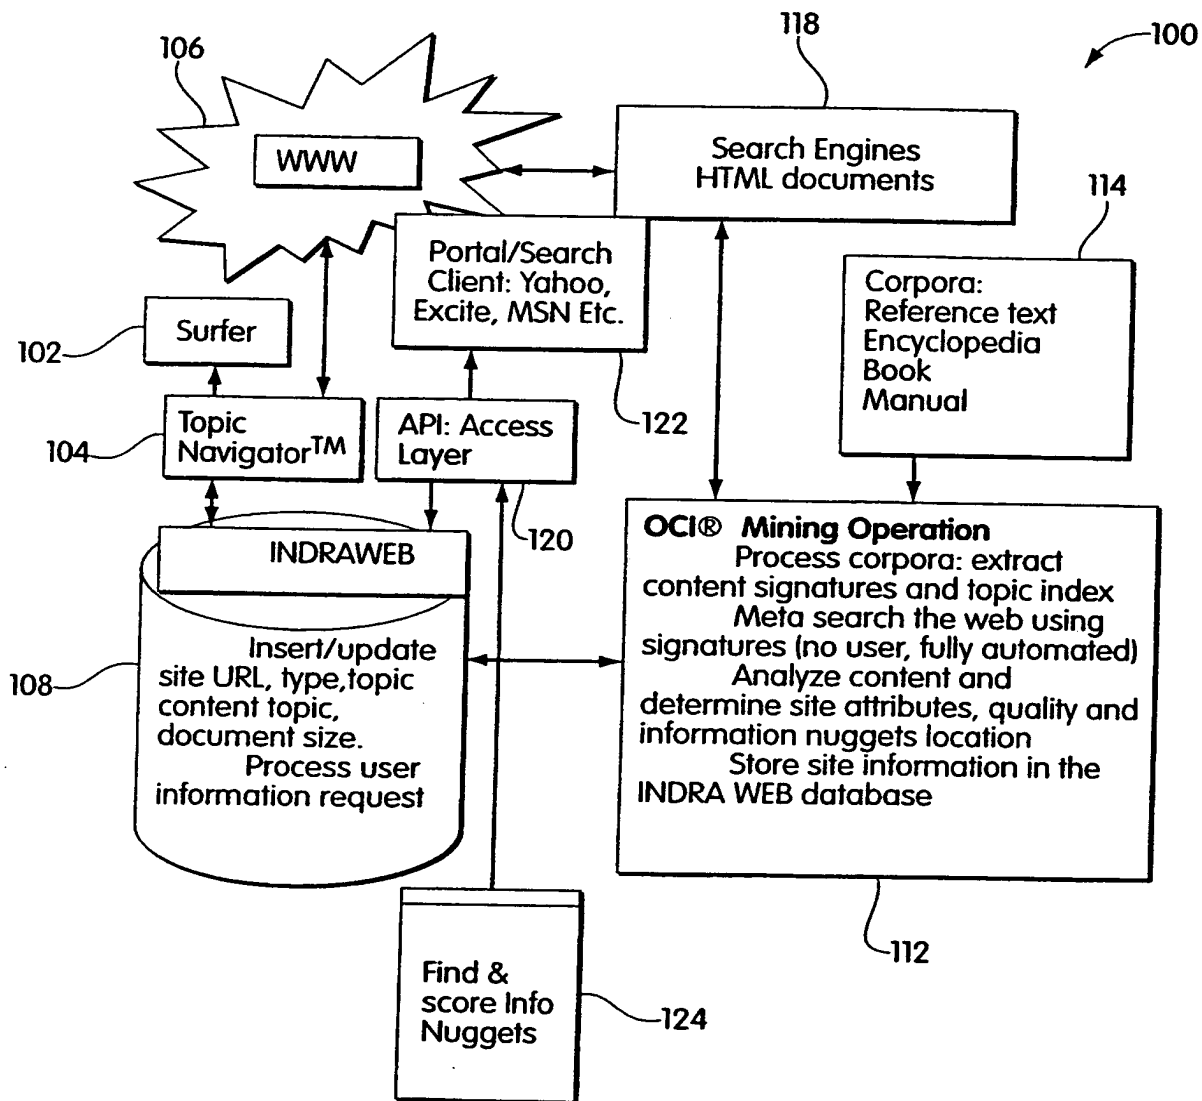 118
100
106
Search Engines
HTML documents
WWW
114
Portal/Search
Client: Yahoo,
Excite, MSN Etc.
Corpora:
Reference text
Encyclopedia
Book
Manual
Surfer
102
122
Topic
Navigator™
104
API: Access
Layer
120
INDRAWEB
OCI® Mining Operation
Process corpora: extract
content signatures and topic index
Meta search the web using
signatures (no user, fully automated)
Analyze content and
determine site attributes, quality and
information nuggets location
Store site information in the
INDRA WEB database
Insert/update
site URL, type,topic
content topic,
document size.
Process user
information request
108
112
Find &
score Info
Nuggets
124